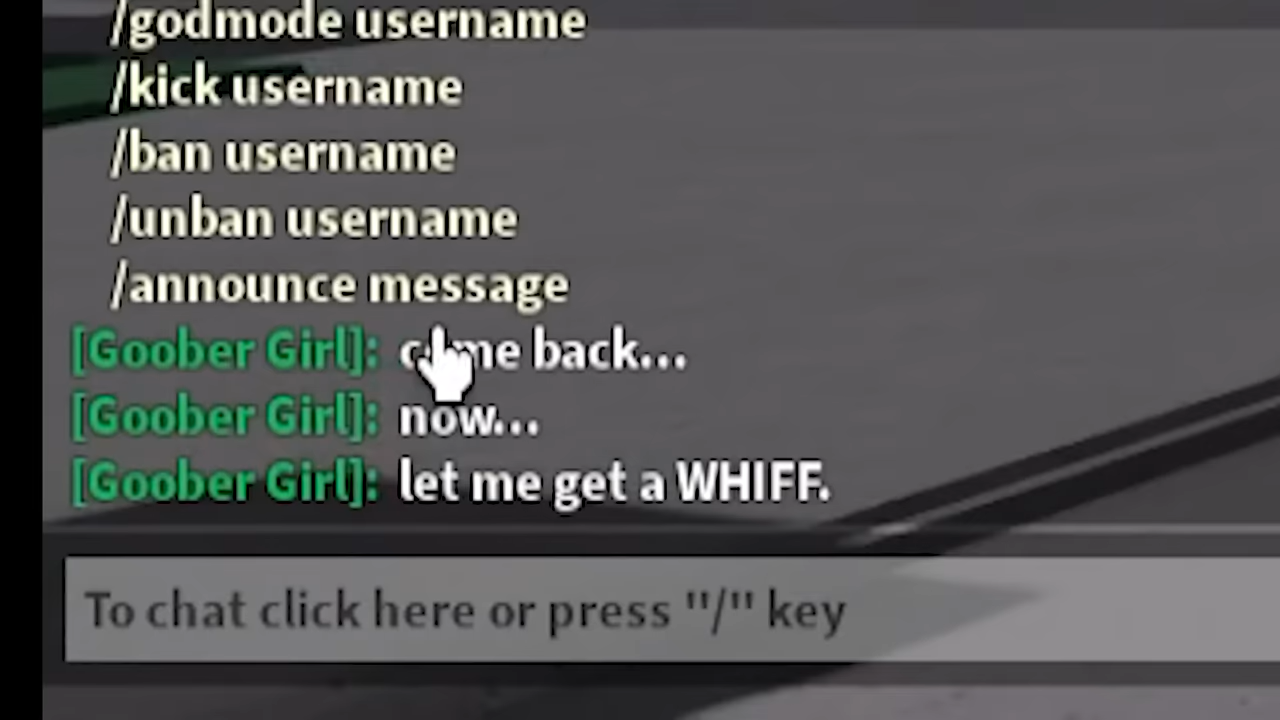 /godmode username
/kick username
/ban username
/unban username
/announce message
[Goober Girl]: come back...
[Goober Girl]: now...
[Goober Girl]: let me get a WHIFF.
To chat click here or press "/" key